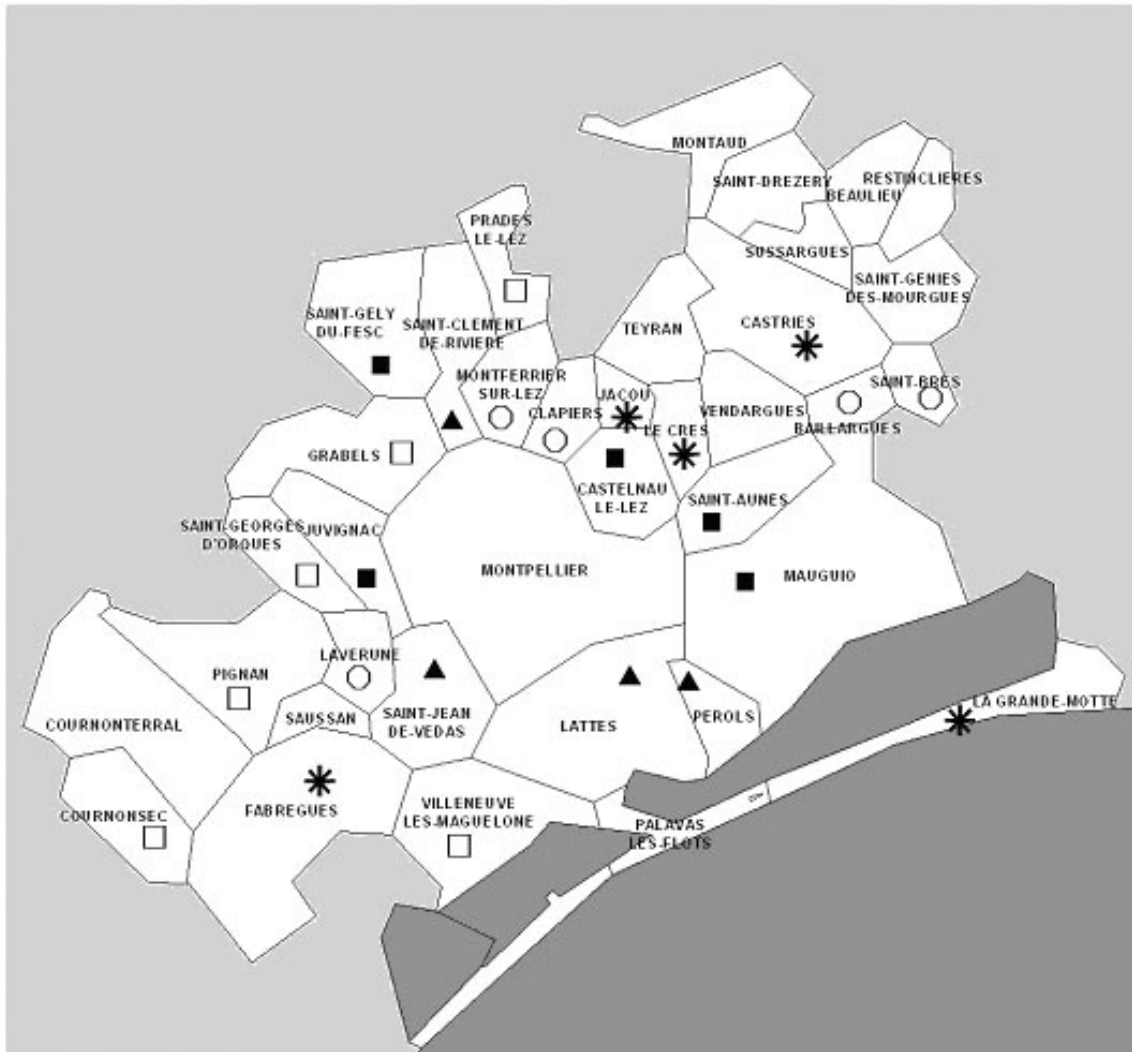 MONTAUD
SAINT-DREZERY
RESTINCLIERES
BEAULIEU
PRADES
LE-LEZ
SUSSARGUES
SAINT-GENIES
DES-MOURGUES
SAINT-GELY
DU-FESC
SAINT-CLEMENT
DE-RIVIERE
TEYRAN
CASTRIES
MONTFERRIER
SUR-LEZ
CLAPIERS
JACOU
LE CRES
VENDARGUES
SAINT-BRES
BAILLARGUES
GRABELS
CASTELNAU
LE-LEZ
SAINT-AUNES
SAINT-GEORGES
D'ORQUES
JUVIGNAC
MONTPELLIER
MAUGUIO
LAVERUNE
PIGNAN
COURNONTERRAL
SAUSSAN
SAINT-JEAN
DE-VEDAS
LATTES
PEROLS
LA GRANDE-MOTTE
COURNONSEC
FABREGUES
VILLENEUVE
LES-MAGUELONE
PALAVAS
LES-FLOTS